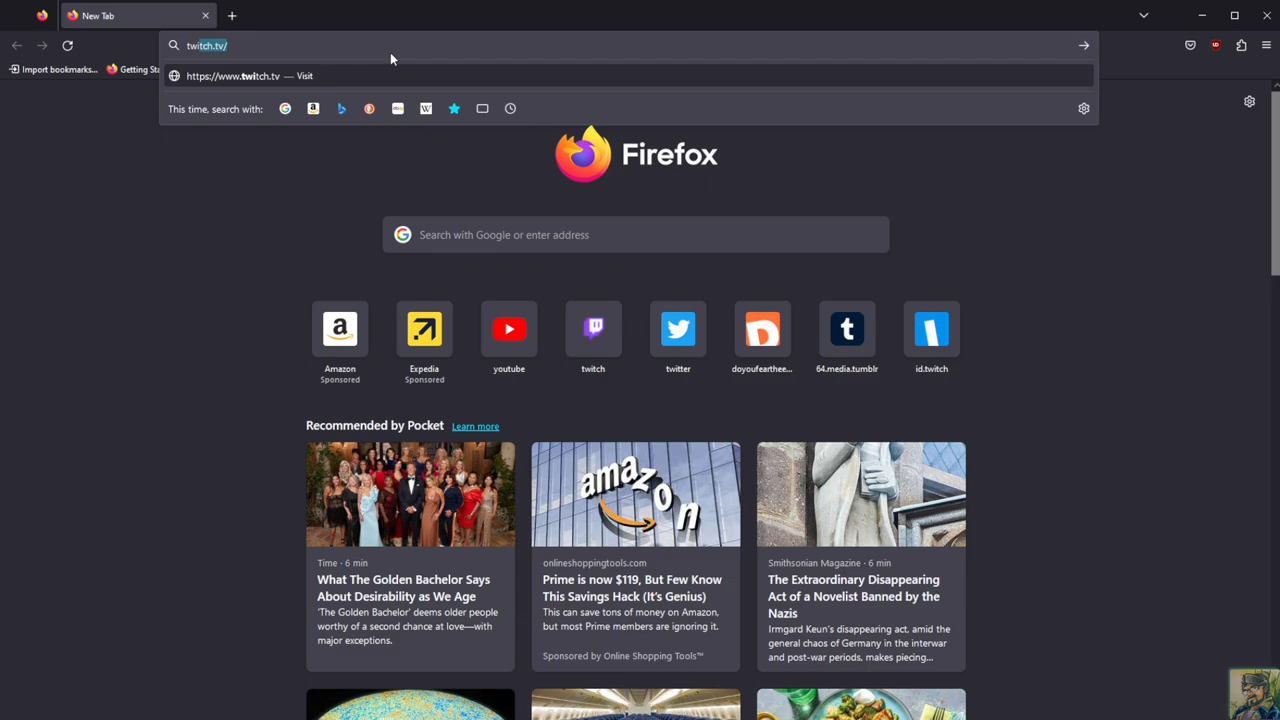 New Tab
twitch.tv/
Import bookmarks...
Getting Sta
https://www.twitch.tv — Visit
This time, search with:
Firefox
Search with Google or enter address
Amazon
Sponsored
Expedia
Sponsored
youtube
twitch
twitter
doyoufearthee...
64.media.tumblr
id.twitch
Recommended by Pocket
Learn more
Time · 6 min
What The Golden Bachelor Says
About Desirability as We Age
'The Golden Bachelor' deems older people
worthy of a second chance at love—with
major exceptions.
amazon
onlineshoppingtools.com
Prime is now $119, But Few Know
This Savings Hack (It's Genius)
This can save tons of money on Amazon,
but most Prime members are ignoring it.
Sponsored by Online Shopping Tools™
Smithsonian Magazine · 6 min
The Extraordinary Disappearing
Act of a Novelist Banned by the
Nazis
Irmgard Keun's disappearing act, amid the
general chaos of Germany in the interwar
and post-war periods, makes piecing...